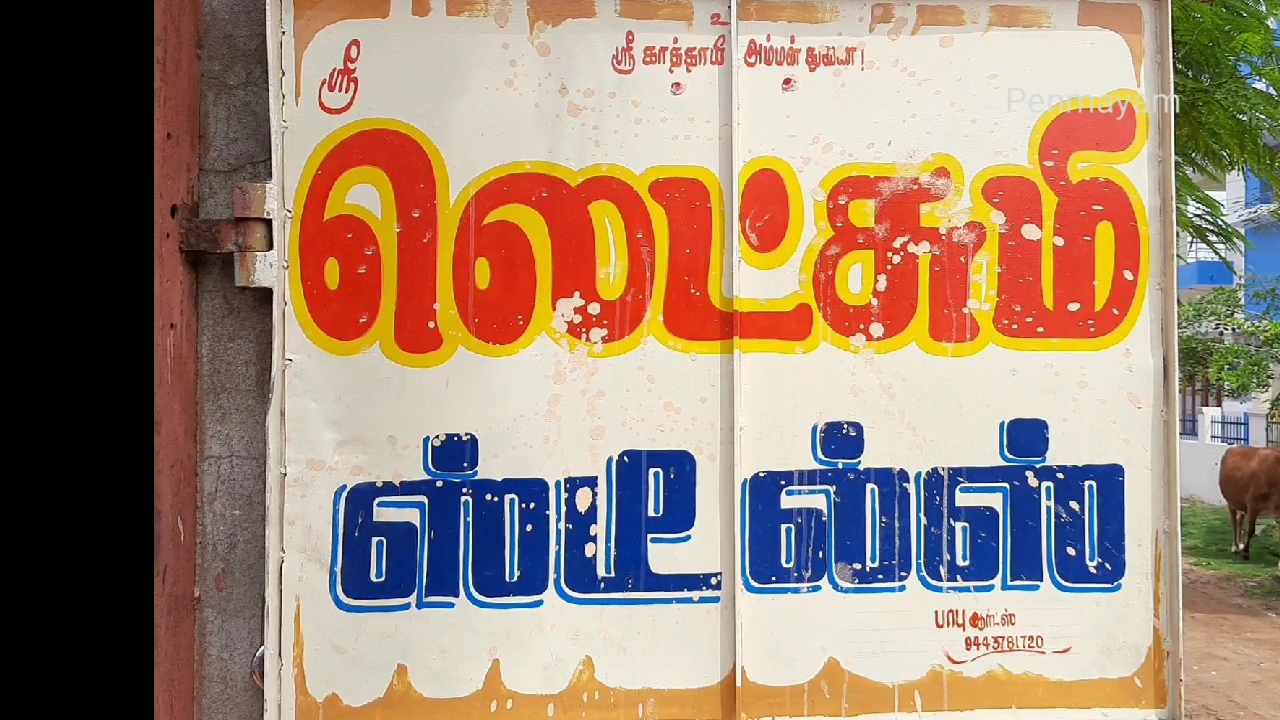 உ
ஸ்ரீ காத்தாயி அம்மன் துணை!
ஸ்ரீ
Penmayam
லெட்சுமி
ஸ்டீல்ஸ்
பாபு ஆர்ட்ஸ்
9443781720